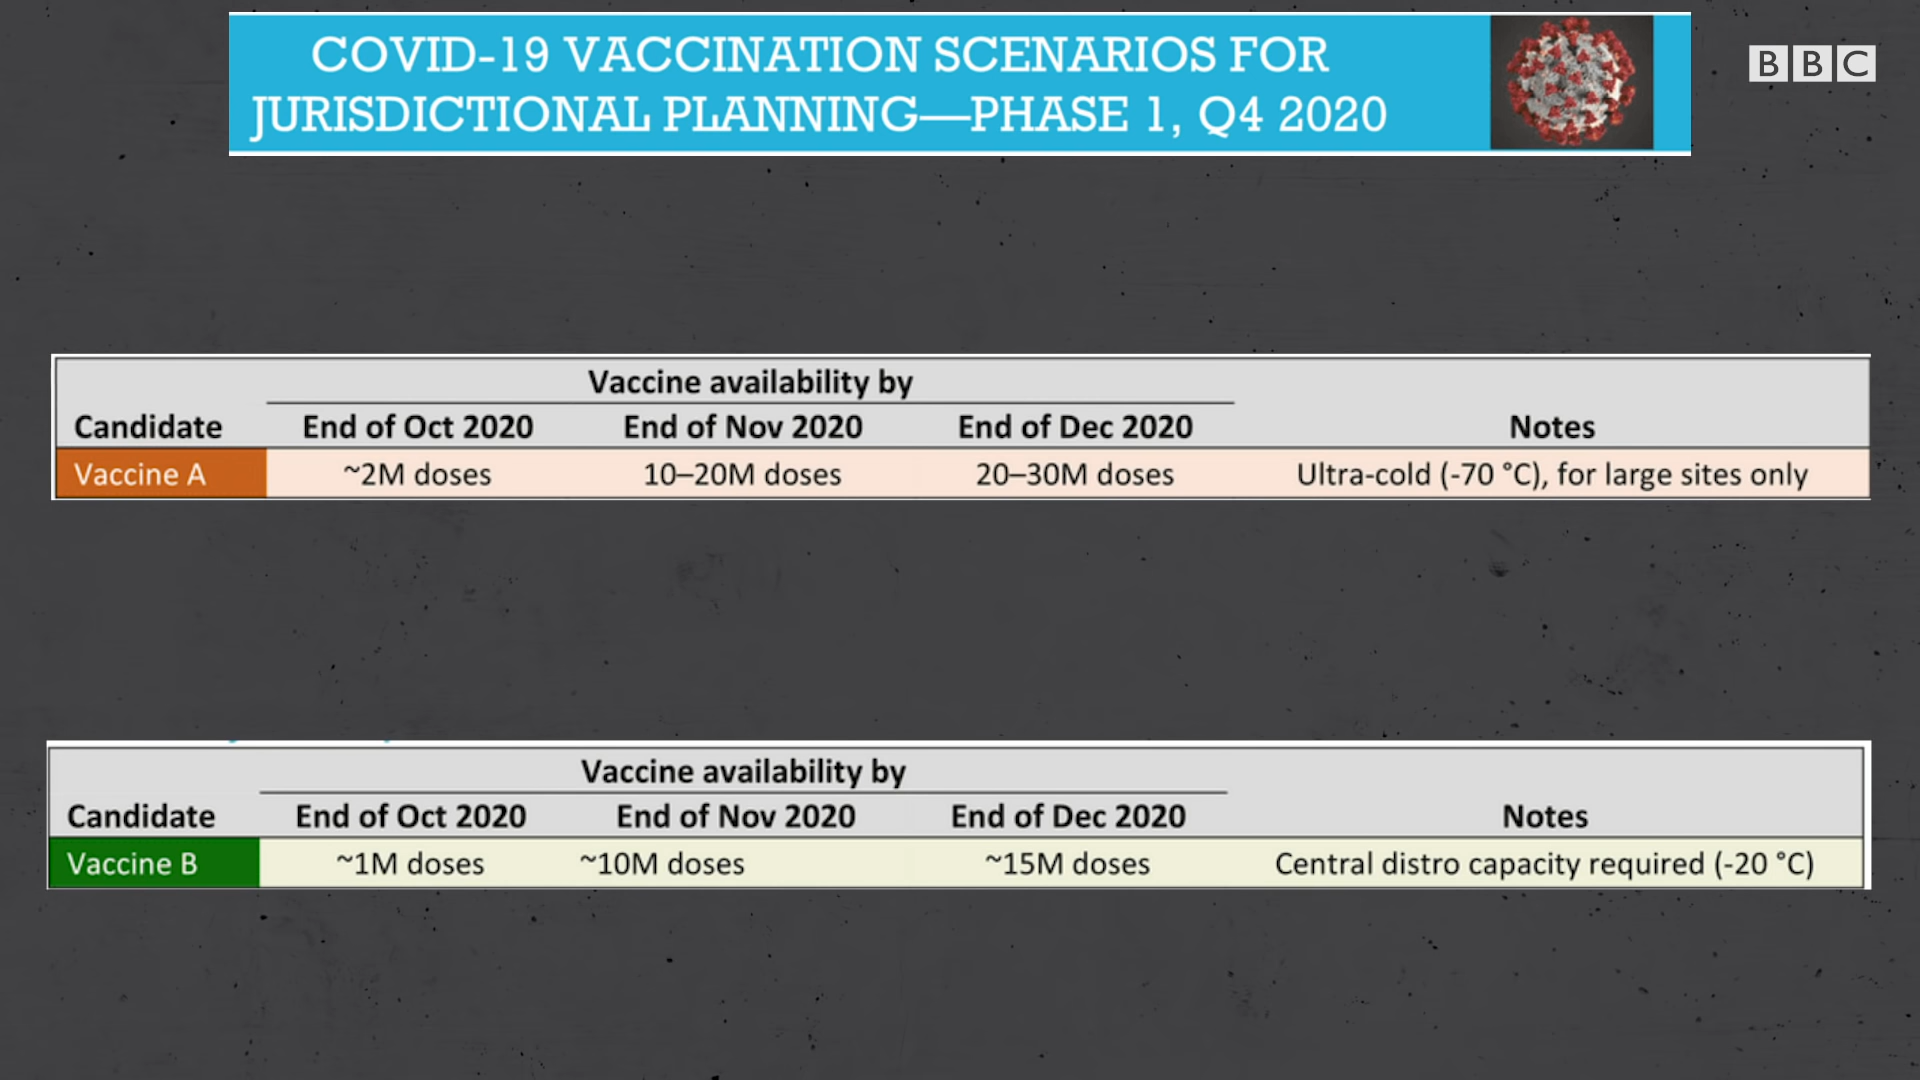 COVID-19 VACCINATION SCENARIOS FOR
JURISDICTIONAL PLANNING—PHASE 1, Q4 2020
BBC
Vaccine availability by
Candidate End of Oct 2020 End of Nov 2020 End of Dec 2020 Notes
Vaccine A ~2M doses 10–20M doses 20–30M doses Ultra-cold (-70 °C), for large sites only
Vaccine availability by
Candidate End of Oct 2020 End of Nov 2020 End of Dec 2020 Notes
Vaccine B ~1M doses ~10M doses ~15M doses Central distro capacity required (-20 °C)